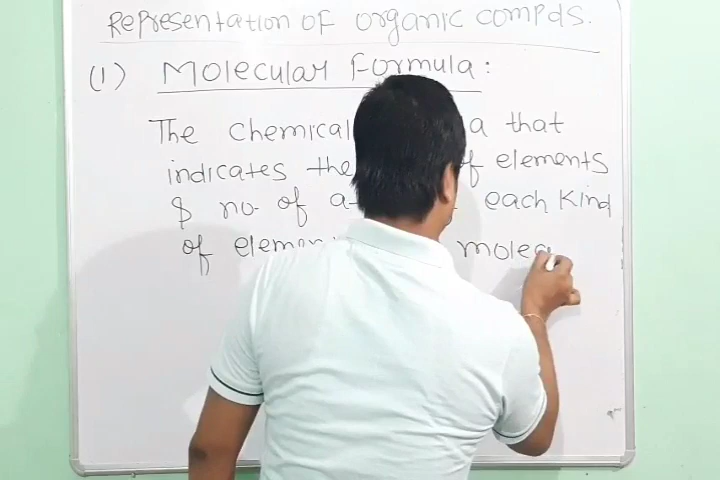 Representation of organic compds.
(1) Molecular Formula:
The chemical a that
indicates the of elements
& no. of each kind
of molec